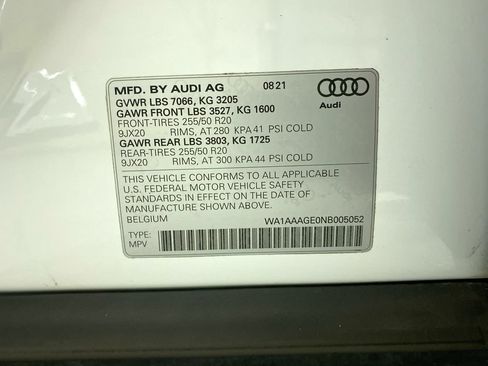 MFD. BY AUDI AG 08 21
GVWR LBS 7066, KG 3205
GAWR FRONT LBS 3527, KG 1600
FRONT-TIRES 255/50 R20
9JX20 RIMS, AT 280 KPA 41 PSI COLD
GAWR REAR LBS 3803, KG 1725
REAR-TIRES 255/50 R20
9JX20 RIMS, AT 300 KPA 44 PSI COLD
Audi
THIS VEHICLE CONFORMS TO ALL APPLICABLE
U.S. FEDERAL MOTOR VEHICLE SAFETY
STANDARDS IN EFFECT ON THE DATE OF
MANUFACTURE SHOWN ABOVE.
BELGIUM WA1AAAGE0NB005052
TYPE:
MPV